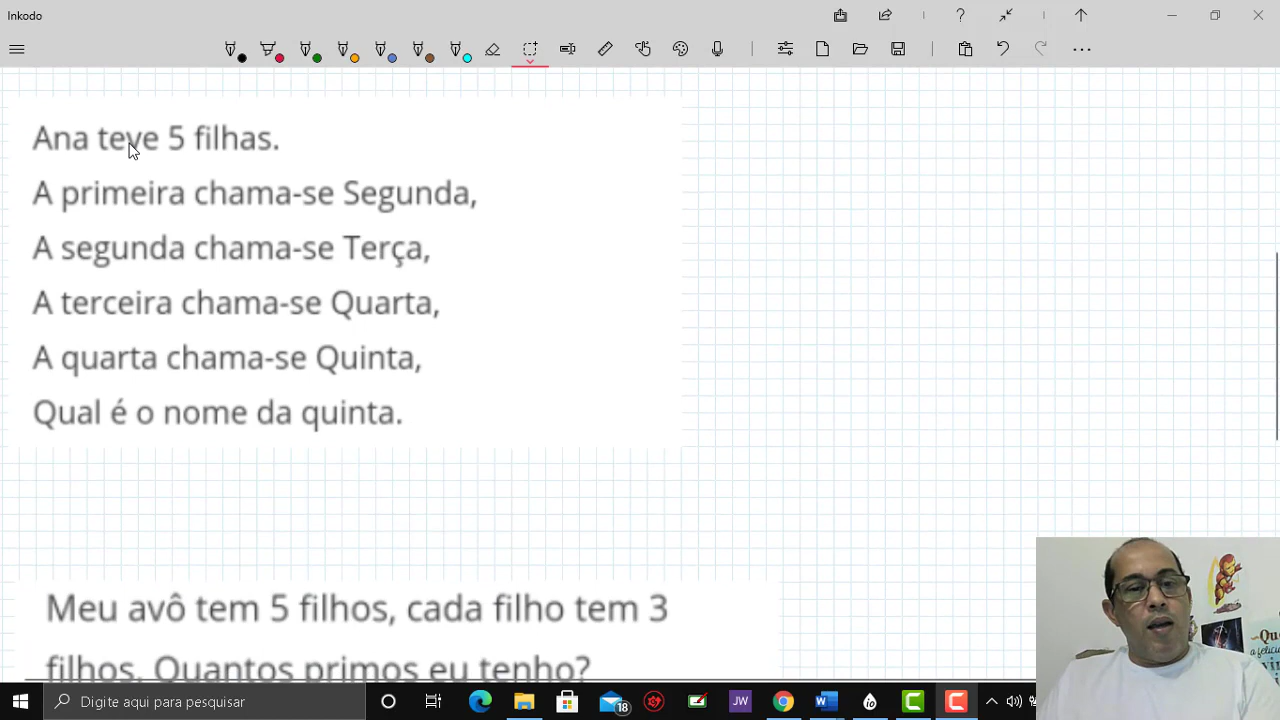 Inkodo
Ana teve 5 filhas.
A primeira chama-se Segunda,
A segunda chama-se Terça,
A terceira chama-se Quarta,
A quarta chama-se Quinta,
Qual é o nome da quinta.
Meu avô tem 5 filhos, cada filho tem 3
filhos. Quantos primos eu tenho?
Digite aqui para pesquisar
18
JW